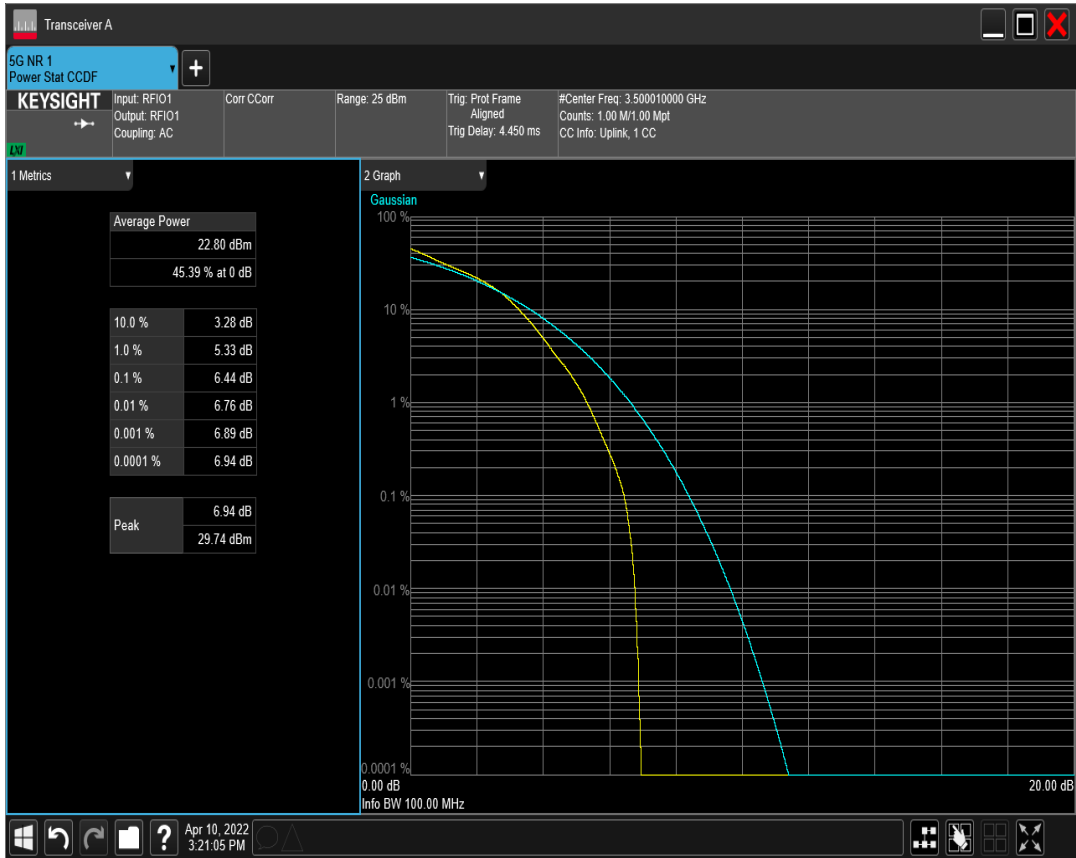 Transceiver A
5G NR 1
Power Stat CCDF
+
KEYSIGHT
LXI
Input: RFIO1
Output: RFIO1
Coupling: AC
Corr CCorr
Range: 25 dBm
Trig: Prot Frame
Aligned
Trig Delay: 4.450 ms
#Center Freq: 3.500010000 GHz
Counts: 1.00 M/1.00 Mpt
CC Info: Uplink, 1 CC
1 Metrics
Average Power
22.80 dBm
45.39 % at 0 dB
10.0 % 3.28 dB
1.0 % 5.33 dB
0.1 % 6.44 dB
0.01 % 6.76 dB
0.001 % 6.89 dB
0.0001 % 6.94 dB
Peak
6.94 dB
29.74 dBm
2 Graph
Gaussian
100 %
10 %
1 %
0.1 %
0.01 %
0.001 %
0.0001 %
0.00 dB 20.00 dB
Info BW 100.00 MHz
? Apr 10, 2022
3:21:05 PM